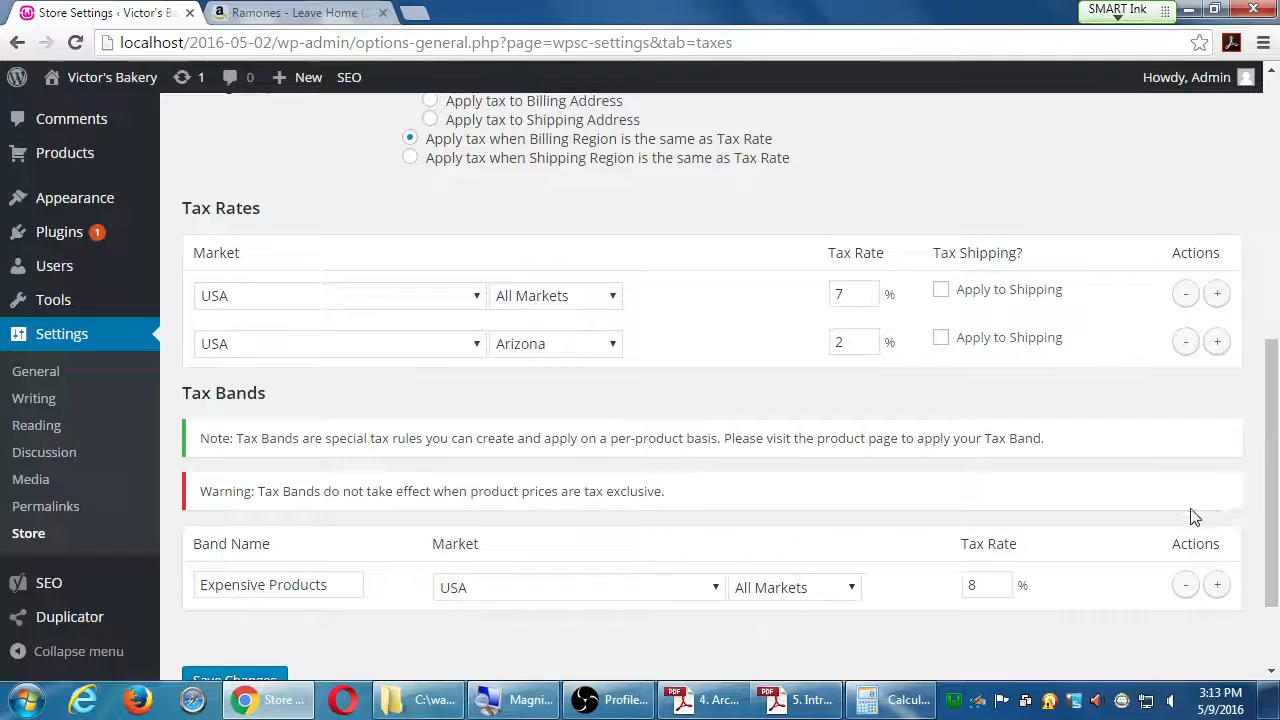 Store Settings ‹ Victor's B
Ramones - Leave Home (
SMART Ink
localhost/2016-05-02/wp-admin/options-general.php?page=wpsc-settings&tab=taxes
Victor's Bakery 1 0 New SEO Howdy, Admin
Comments
Products
Appearance
Plugins 1
Users
Tools
Settings
General
Writing
Reading
Discussion
Media
Permalinks
Store
SEO
Duplicator
Collapse menu
Apply tax to Billing Address
Apply tax to Shipping Address
Apply tax when Billing Region is the same as Tax Rate
Apply tax when Shipping Region is the same as Tax Rate
Tax Rates
Market Tax Rate Tax Shipping? Actions
USA All Markets 7 % Apply to Shipping - +
USA Arizona 2 % Apply to Shipping - +
Tax Bands
Note: Tax Bands are special tax rules you can create and apply on a per-product basis. Please visit the product page to apply your Tax Band.
Warning: Tax Bands do not take effect when product prices are tax exclusive.
Band Name Market Tax Rate Actions
Expensive Products USA All Markets 8 % - +
Save Changes
Store ... C:\wa... Magni... Profile... 4. Arc... 5. Intr... Calcul...
3:13 PM
5/9/2016